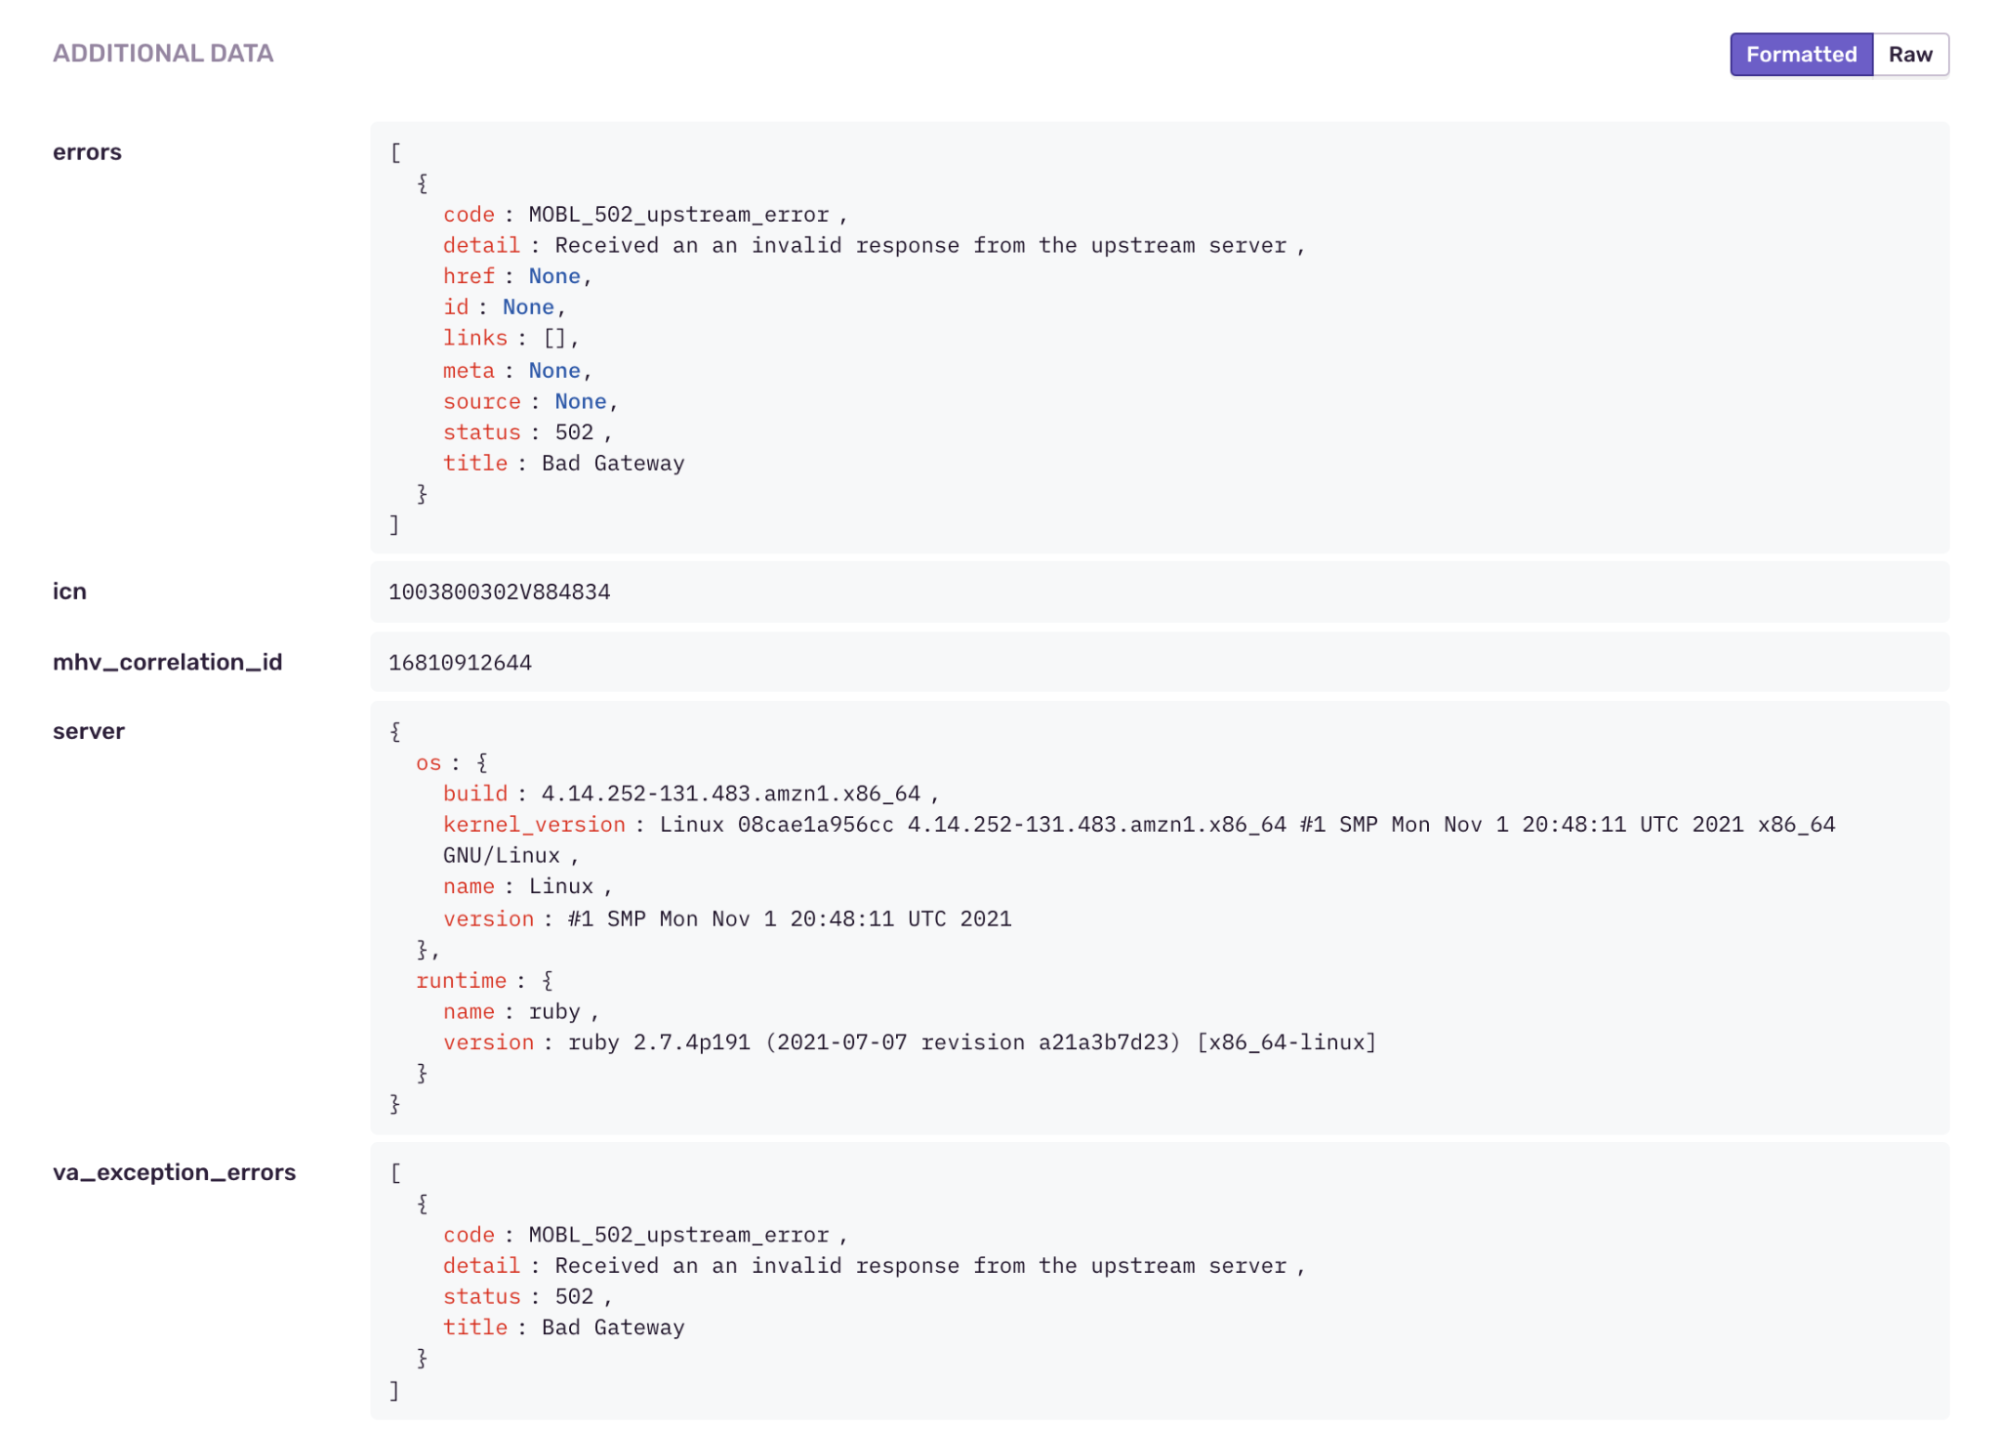 ADDITIONAL DATA
Formatted Raw
errors
[
{
code : MOBL_502_upstream_error ,
detail : Received an an invalid response from the upstream server ,
href : None,
id : None,
links : [],
meta : None,
source : None,
status : 502 ,
title : Bad Gateway
}
]
icn
1003800302V884834
mhv_correlation_id
16810912644
server
{
os : {
build : 4.14.252-131.483.amzn1.x86_64 ,
kernel_version : Linux 08cae1a956cc 4.14.252-131.483.amzn1.x86_64 #1 SMP Mon Nov 1 20:48:11 UTC 2021 x86_64
GNU/Linux ,
name : Linux ,
version : #1 SMP Mon Nov 1 20:48:11 UTC 2021
},
runtime : {
name : ruby ,
version : ruby 2.7.4p191 (2021-07-07 revision a21a3b7d23) [x86_64-linux]
}
}
va_exception_errors
[
{
code : MOBL_502_upstream_error ,
detail : Received an an invalid response from the upstream server ,
status : 502 ,
title : Bad Gateway
}
]